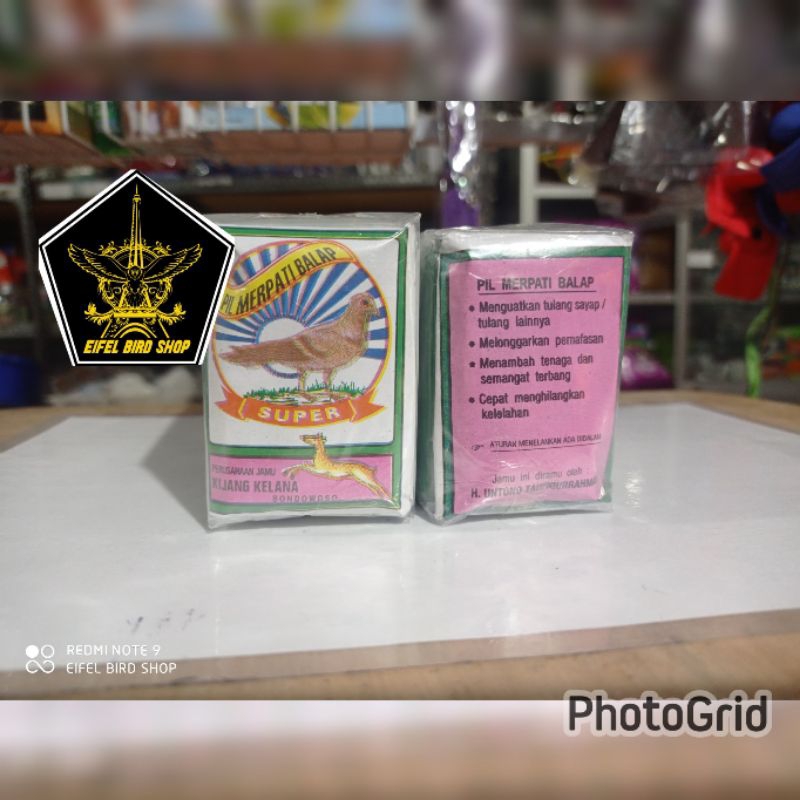 EIFEL BIRD SHOP
PIL MERPATI BALAP
SUPER
PERUSAHAAN JAMU
KIJANG KELANA
BONDOWOSO
PIL MERPATI BALAP
• Menguatkan tulang sayap /
tulang lainnya
• Melonggarkan pernafasan
★ Menambah tenaga dan
semangat terbang
• Cepat menghilangkan
kelelahan
☞ ATURAN MENELANKAN ADA DIDALAM
Jamu ini diramu oleh :
H. UNTUNG
REDMI NOTE 9
EIFEL BIRD SHOP
PhotoGrid